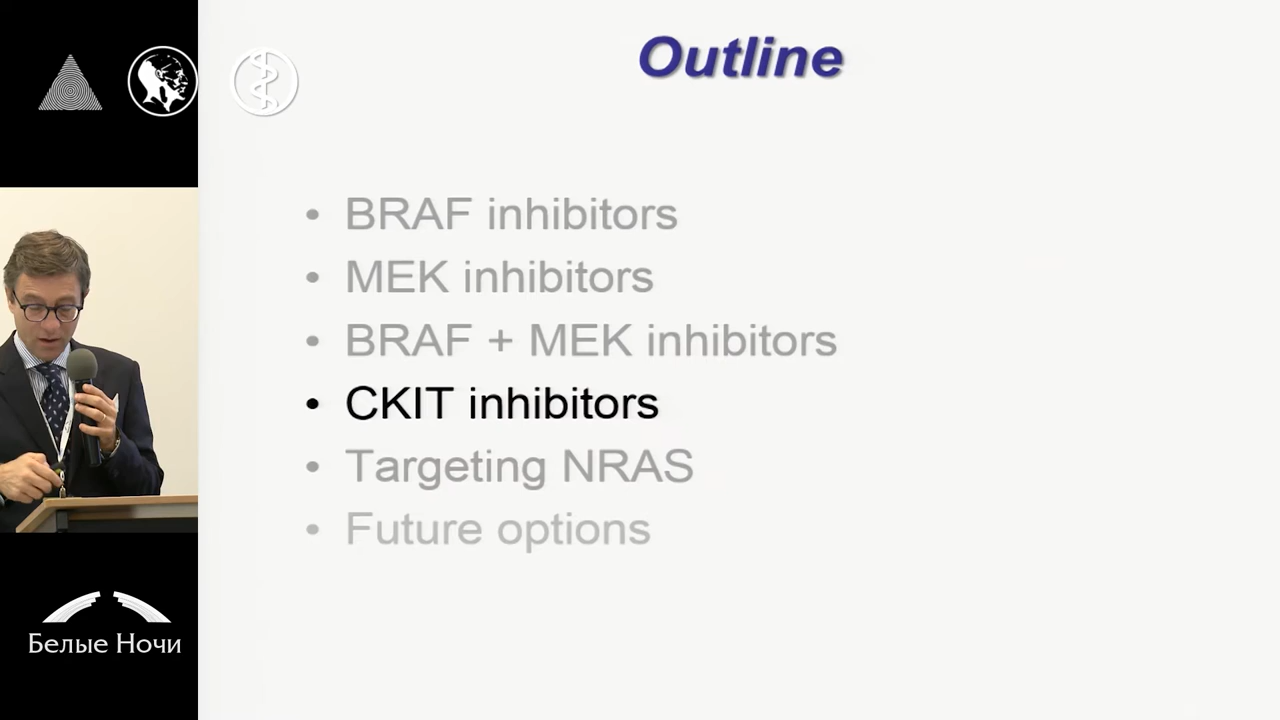 Outline
• BRAF inhibitors
• MEK inhibitors
• BRAF + MEK inhibitors
• CKIT inhibitors
• Targeting NRAS
• Future options
Белые Ночи